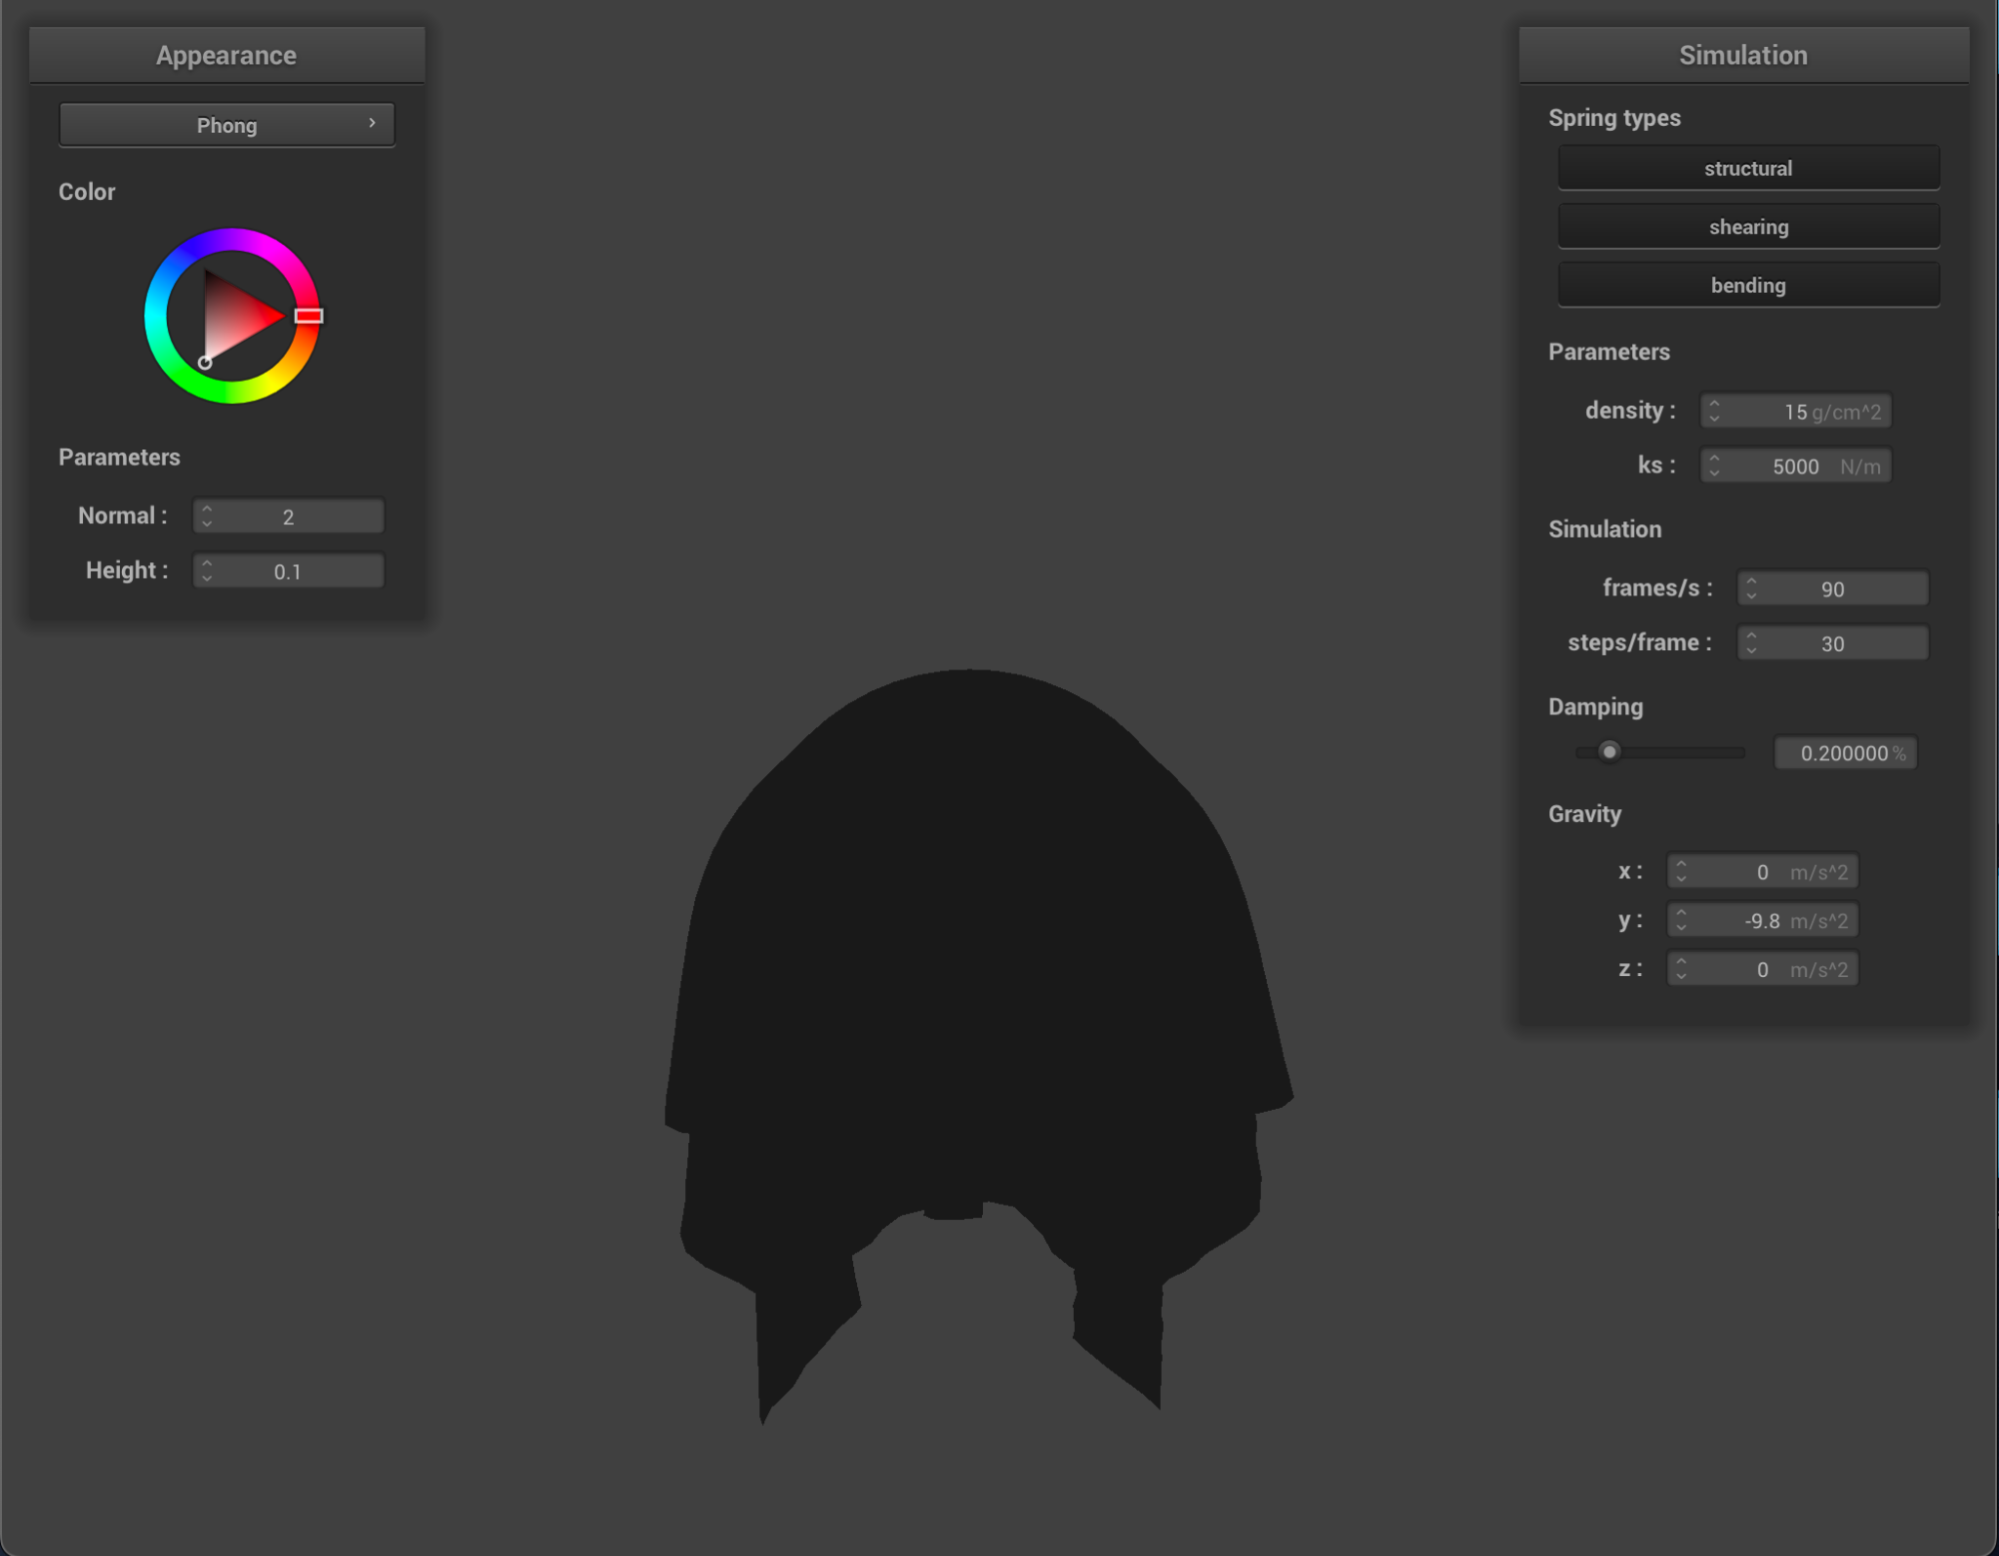 Appearance
Phong
Color
Parameters
Normal : 2
Height : 0.1
Simulation
Spring types
structural
shearing
bending
Parameters
density : 15 g/cm^2
ks : 5000 N/m
Simulation
frames/s : 90
steps/frame : 30
Damping
0.200000 %
Gravity
x : 0 m/s^2
y : -9.8 m/s^2
z : 0 m/s^2